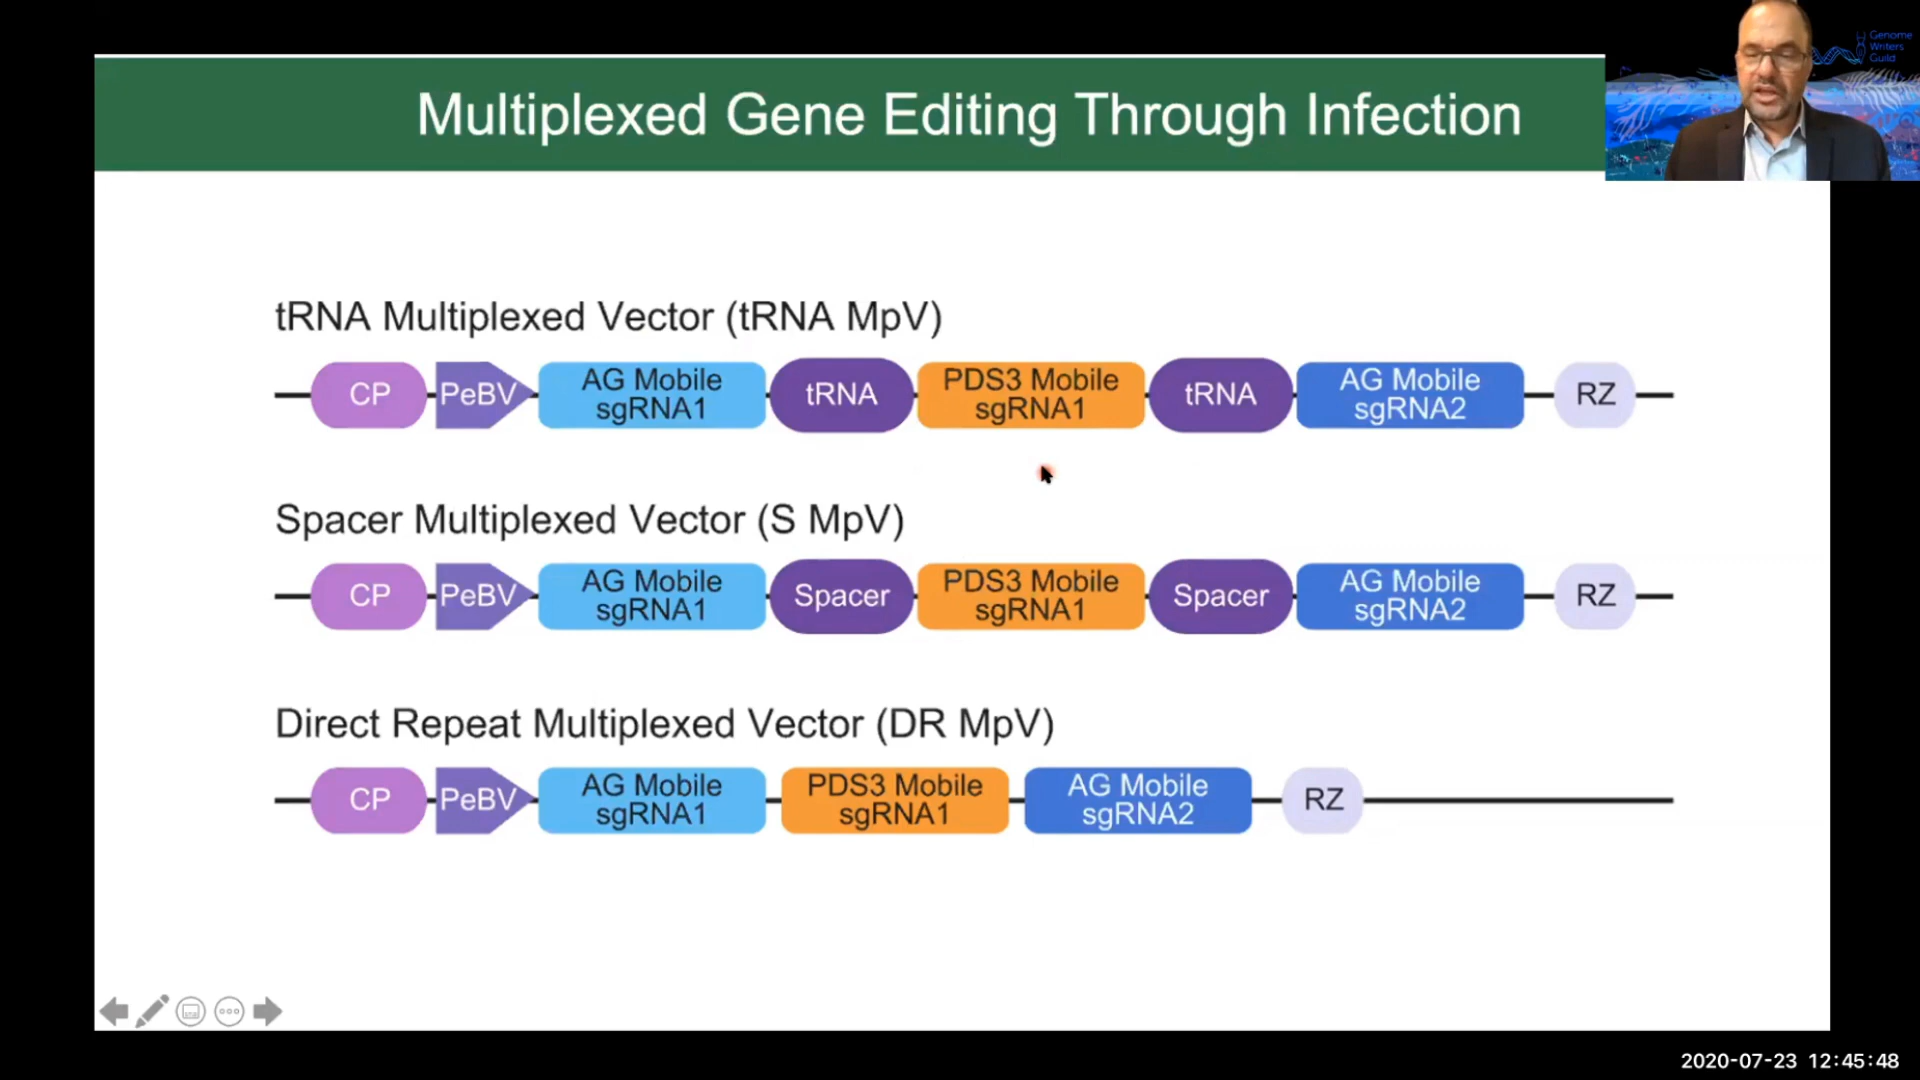 Multiplexed Gene Editing Through Infection
Genome
Writers
Guild
tRNA Multiplexed Vector (tRNA MpV)
CP PeBV AG Mobile sgRNA1 tRNA PDS3 Mobile sgRNA1 tRNA AG Mobile sgRNA2 RZ
Spacer Multiplexed Vector (S MpV)
CP PeBV AG Mobile sgRNA1 Spacer PDS3 Mobile sgRNA1 Spacer AG Mobile sgRNA2 RZ
Direct Repeat Multiplexed Vector (DR MpV)
CP PeBV AG Mobile sgRNA1 PDS3 Mobile sgRNA1 AG Mobile sgRNA2 RZ
2020-07-23 12:45:48